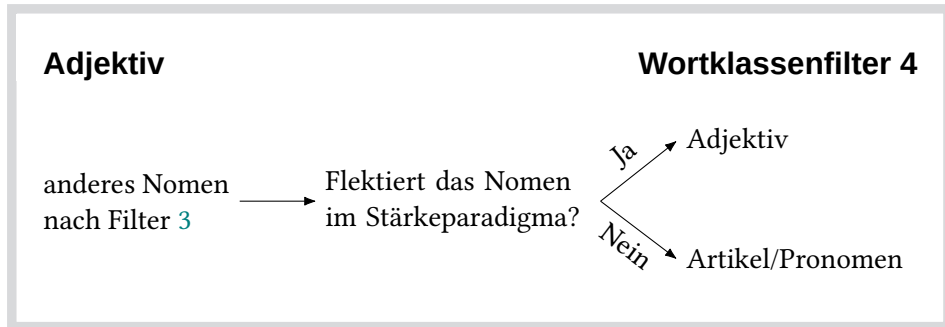 Adjektiv
Wortklassenfilter 4
anderes Nomen
nach Filter 3
Flektiert das Nomen
im Stärkeparadigma?
Ja
Nein
Adjektiv
Artikel/Pronomen